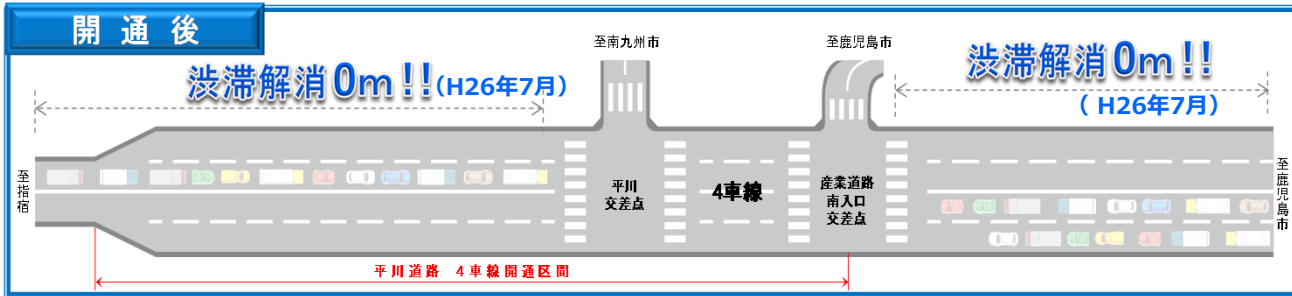 開通後
至南九州市
至鹿児島市
渋滞解消0m!!(H26年7月)
渋滞解消0m!!
( H26年7月)
至指宿
平川
交差点
4車線
産業道路
南入口
交差点
至鹿児島市
平川道路 4車線開通区間